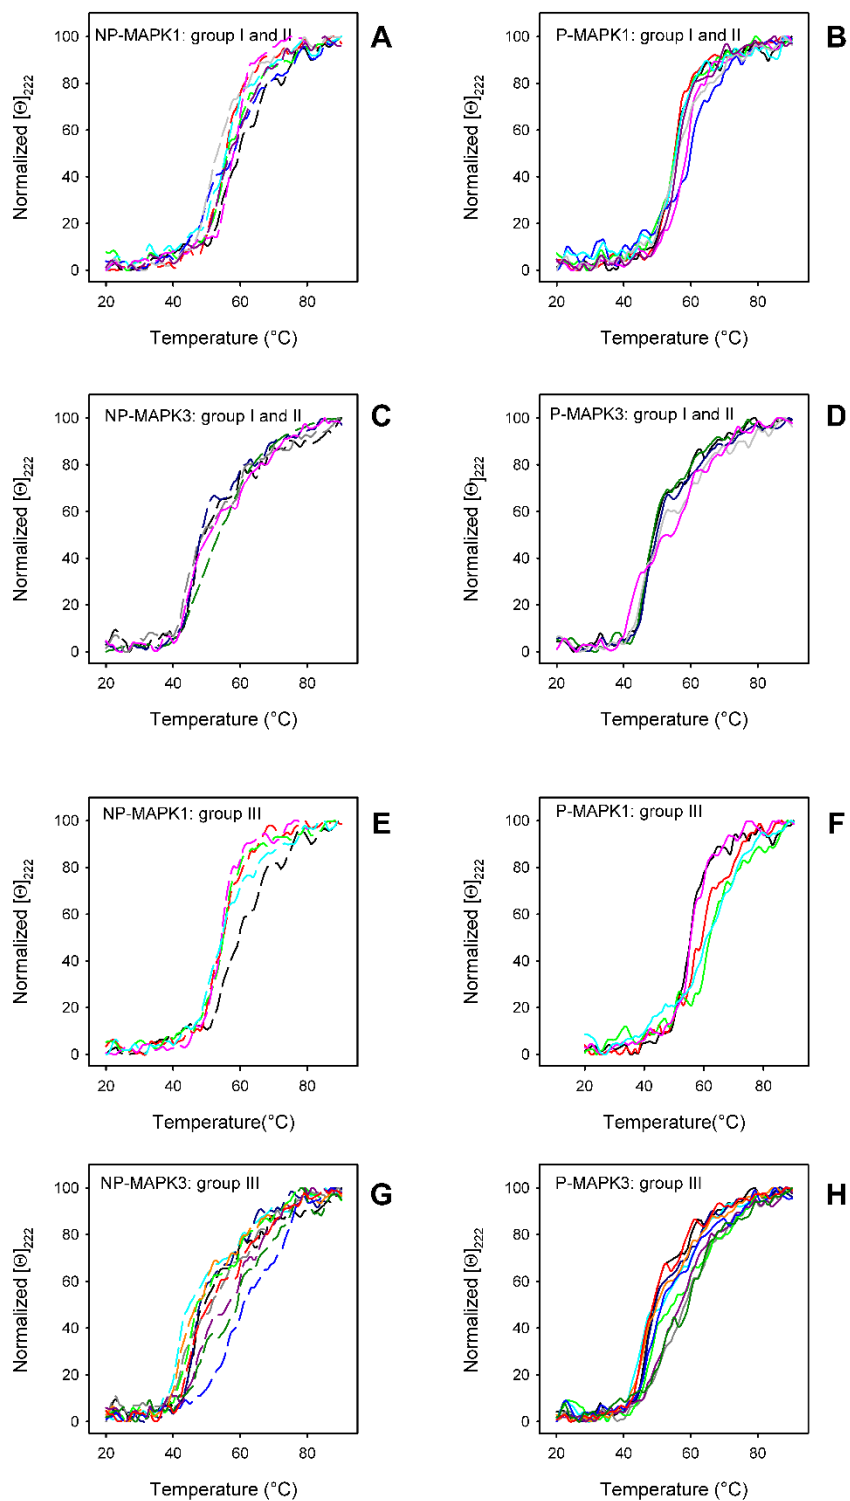 NP-MAPK1: group I and II
A
Normalized [Θ]222
100
80
60
40
20
0
20 40 60 80
Temperature (°C)
P-MAPK1: group I and II
B
Normalized [Θ]222
100
80
60
40
20
0
20 40 60 80
Temperature (°C)
NP-MAPK3: group I and II
C
Normalized [Θ]222
100
80
60
40
20
0
20 40 60 80
Temperature (°C)
P-MAPK3: group I and II
D
Normalized [Θ]222
100
80
60
40
20
0
20 40 60 80
Temperature (°C)
NP-MAPK1: group III
E
Normalized [Θ]222
100
80
60
40
20
0
20 40 60 80
Temperature(°C)
P-MAPK1: group III
F
Normalized [Θ]222
100
80
60
40
20
0
20 40 60 80
Temperature(°C)
NP-MAPK3: group III
G
Normalized [Θ]222
100
80
60
40
20
0
20 40 60 80
Temperature (°C)
P-MAPK3: group III
H
Normalized [Θ]222
100
80
60
40
20
0
20 40 60 80
Temperature (°C)